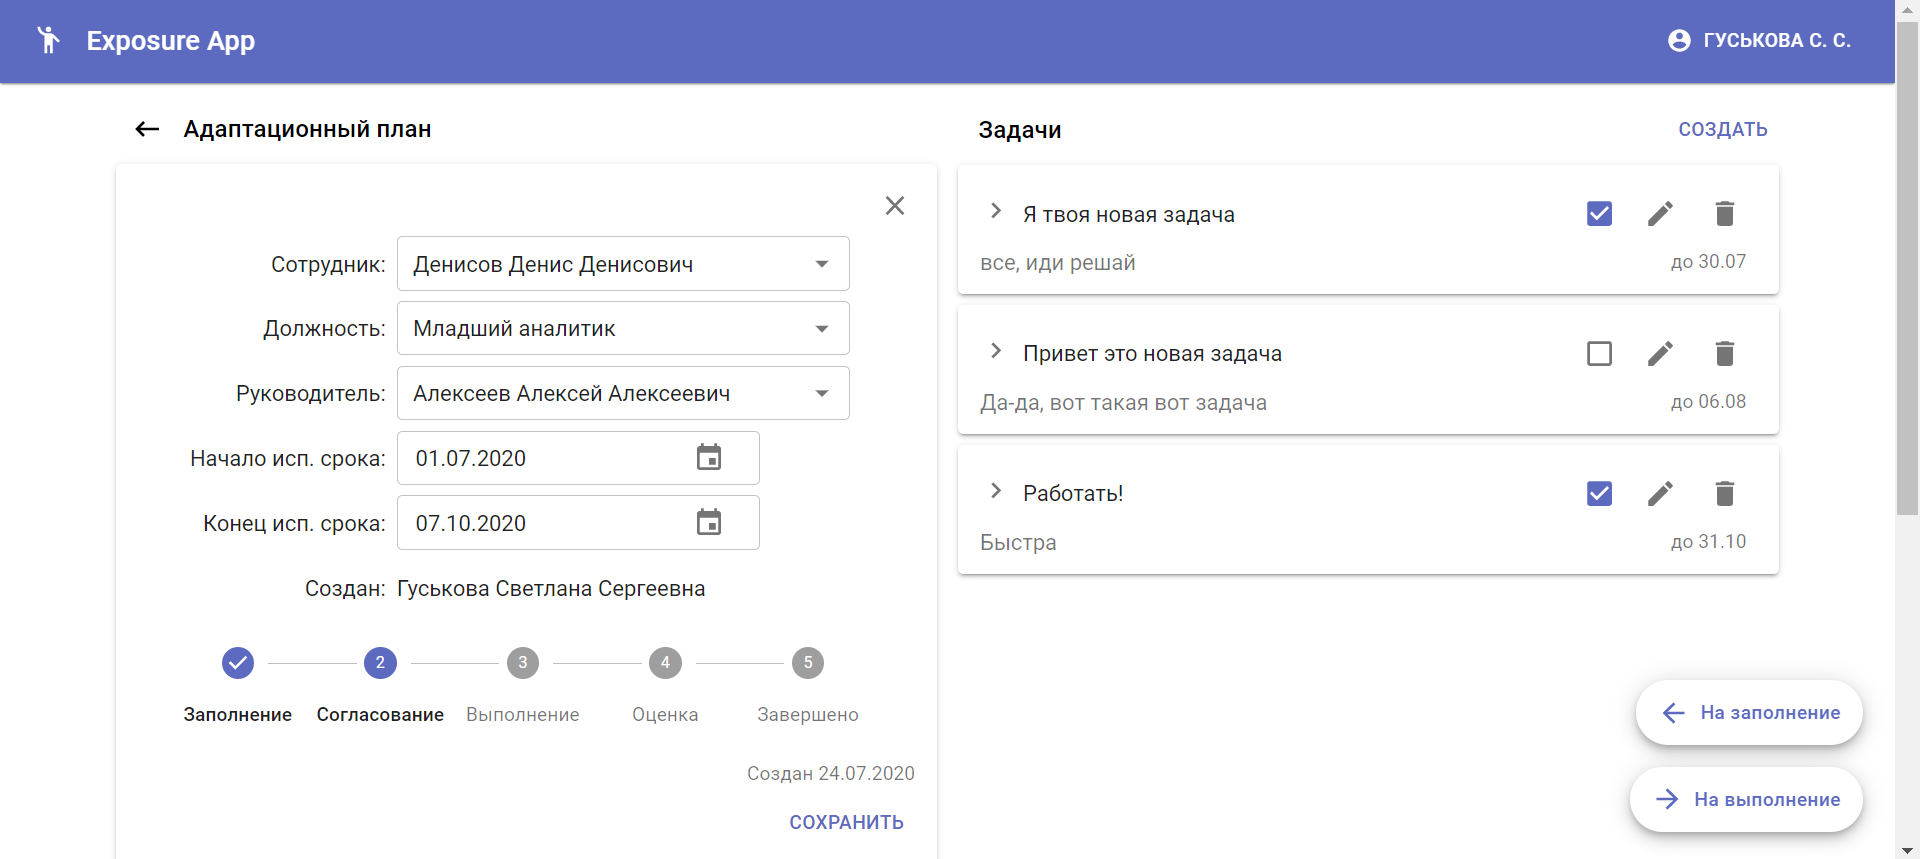 Exposure App
ГУСЬКОВА С. С.
Адаптационный план
Сотрудник: Денисов Денис Денисович
Должность: Младший аналитик
Руководитель: Алексеев Алексей Алексеевич
Начало исп. срока: 01.07.2020
Конец исп. срока: 07.10.2020
Создан: Гуськова Светлана Сергеевна
2 3 4 5
Заполнение Согласование Выполнение Оценка Завершено
Создан 24.07.2020
СОХРАНИТЬ
Задачи
СОЗДАТЬ
Я твоя новая задача
все, иди решай
до 30.07
Привет это новая задача
Да-да, вот такая вот задача
до 06.08
Работать!
Быстра
до 31.10
На заполнение
На выполнение